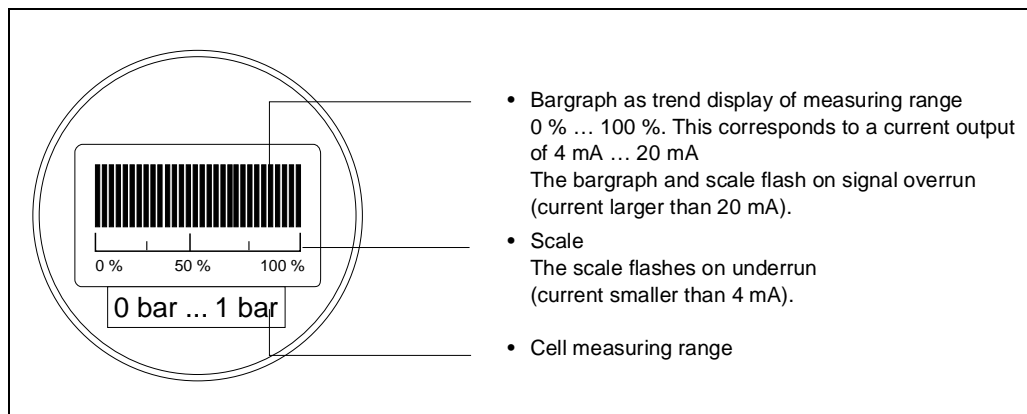 • Bargraph as trend display of measuring range
0 % … 100 %. This corresponds to a current output
of 4 mA … 20 mA
The bargraph and scale flash on signal overrun
(current larger than 20 mA).
• Scale
The scale flashes on underrun
(current smaller than 4 mA).
• Cell measuring range
0 % 50 % 100 %
0 bar ... 1 bar